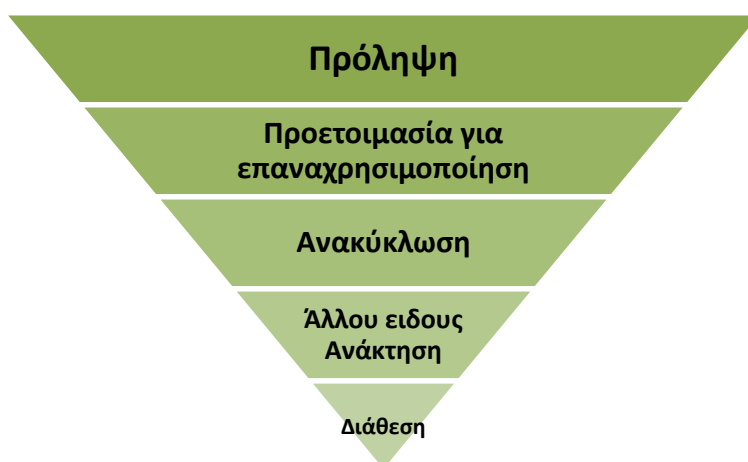 Πρόληψη
Προετοιμασία για
επαναχρησιμοποίηση
Ανακύκλωση
Άλλου ειδους
Ανάκτηση
Διάθεση